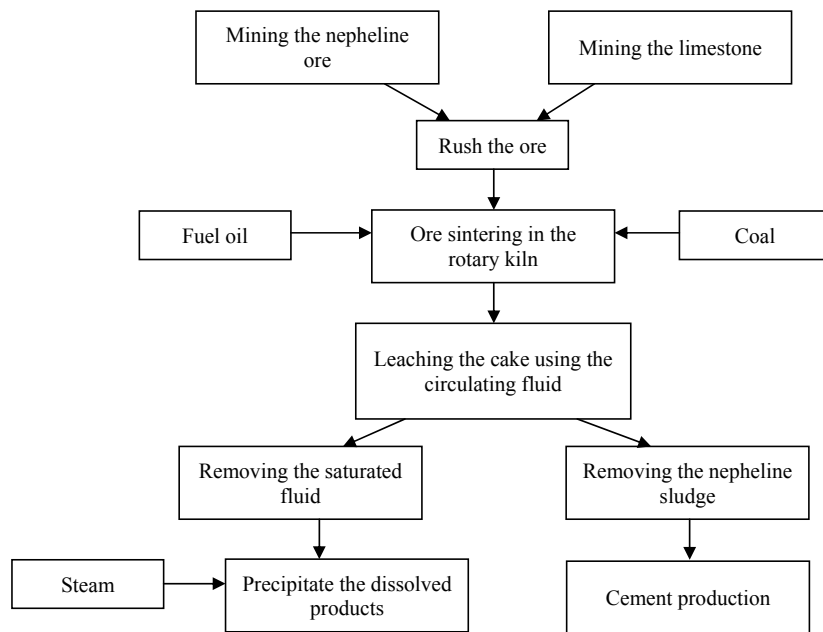 Mining the nepheline
ore
Mining the limestone
Rush the ore
Fuel oil
Ore sintering in the
rotary kiln
Coal
Leaching the cake using the
circulating fluid
Removing the saturated
fluid
Removing the nepheline
sludge
Steam
Precipitate the dissolved
products
Cement production